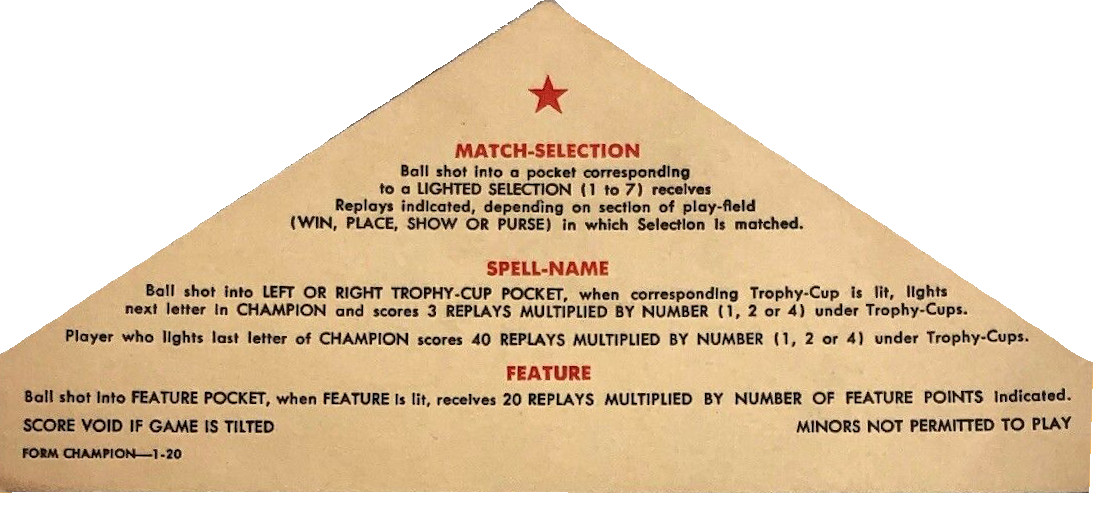 MATCH-SELECTION
Ball shot into a pocket corresponding
to a LIGHTED SELECTION (1 to 7) receives
Replays indicated, depending on section of play-field
(WIN, PLACE, SHOW OR PURSE) in which Selection is matched.
SPELL-NAME
Ball shot into LEFT OR RIGHT TROPHY-CUP POCKET, when corresponding Trophy-Cup is lit, lights
next letter in CHAMPION and scores 3 REPLAYS MULTIPLIED BY NUMBER (1, 2 or 4) under Trophy-Cups.
Player who lights last letter of CHAMPION scores 40 REPLAYS MULTIPLIED BY NUMBER (1, 2 or 4) under Trophy-Cups.
FEATURE
Ball shot into FEATURE POCKET, when FEATURE is lit, receives 20 REPLAYS MULTIPLIED BY NUMBER OF FEATURE POINTS indicated.
SCORE VOID IF GAME IS TILTED MINORS NOT PERMITTED TO PLAY
FORM CHAMPION—1-20